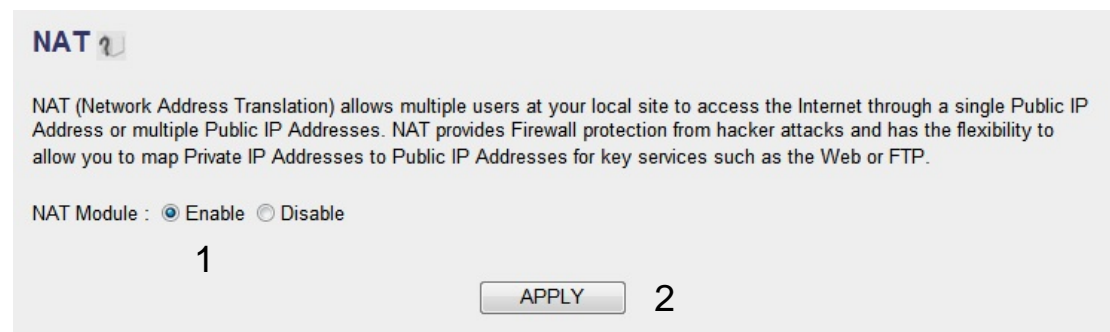 NAT
NAT (Network Address Translation) allows multiple users at your local site to access the Internet through a single Public IP
Address or multiple Public IP Addresses. NAT provides Firewall protection from hacker attacks and has the flexibility to
allow you to map Private IP Addresses to Public IP Addresses for key services such as the Web or FTP.
NAT Module : Enable Disable
1
APPLY 2